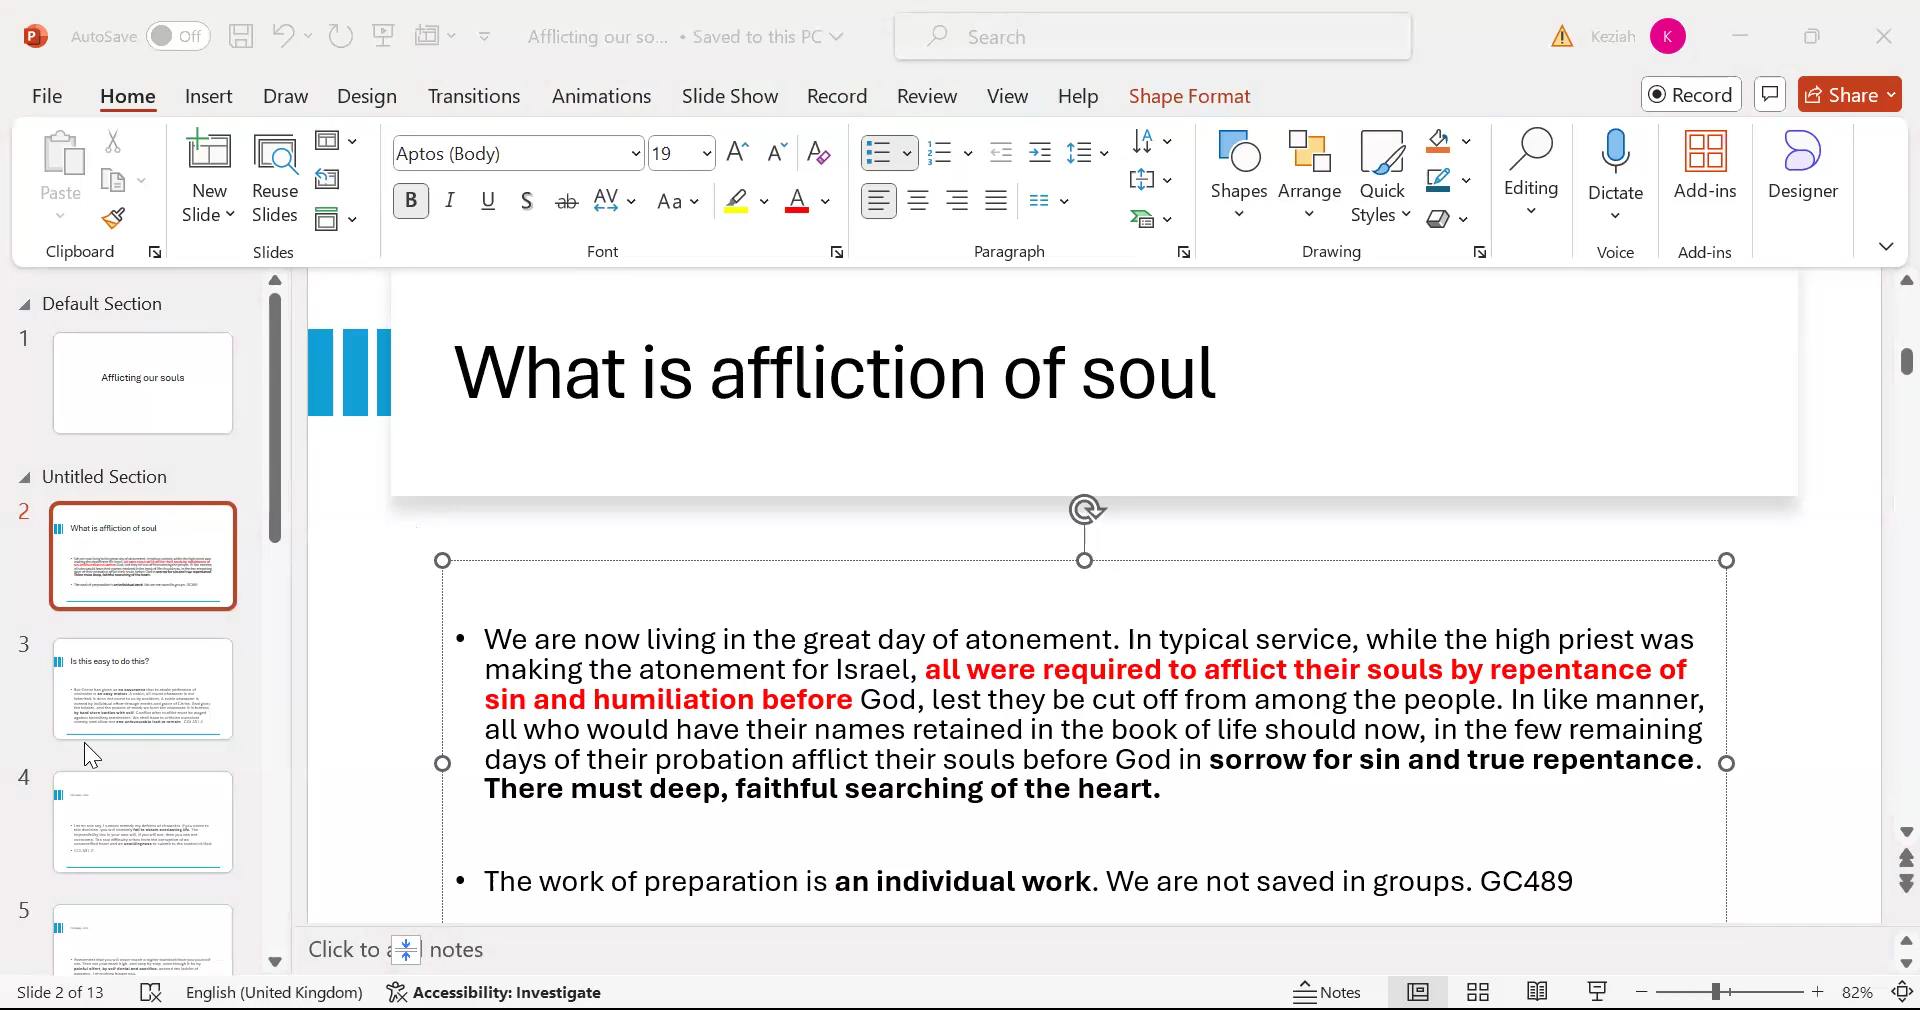 AutoSave Off Afflicting our so... • Saved to this PC Search Keziah K
File Home Insert Draw Design Transitions Animations Slide Show Record Review View Help Shape Format Record Share
Paste New Slide Reuse Slides Aptos (Body) 19 Shapes Arrange Quick Styles Editing Dictate Add-ins Designer
Clipboard Slides Font Paragraph Drawing Voice Add-ins
Default Section
1
Afflicting our souls
Untitled Section
2
What is affliction of soul
3
Is this easy to do this?
4
5
What is affliction of soul
• We are now living in the great day of atonement. In typical service, while the high priest was
making the atonement for Israel, all were required to afflict their souls by repentance of
sin and humiliation before God, lest they be cut off from among the people. In like manner,
all who would have their names retained in the book of life should now, in the few remaining
days of their probation afflict their souls before God in sorrow for sin and true repentance.
There must deep, faithful searching of the heart.
• The work of preparation is an individual work. We are not saved in groups. GC489
Click to a notes
Slide 2 of 13 English (United Kingdom) Accessibility: Investigate Notes 82%